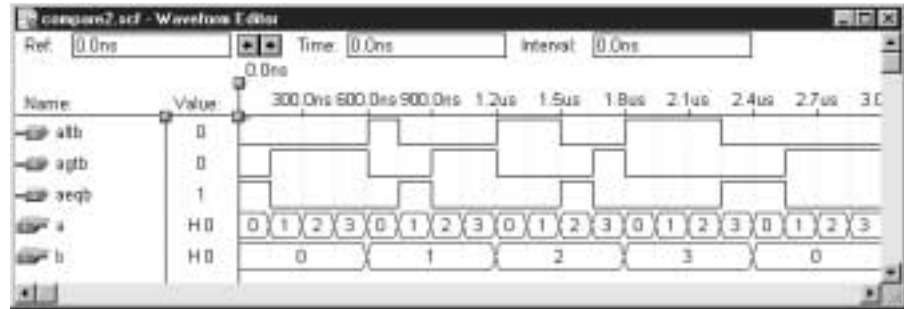 compare2.scf - Waveform Editor
Ref: 0.0ns Time: 0.0ns Interval: 0.0ns
0.0ns
Name: Value: 300.0ns 600.0ns 900.0ns 1.2us 1.5us 1.8us 2.1us 2.4us 2.7us 3.0
altb 0
agtb 0
aeqb 1
a H 0 0 1 2 3 0 1 2 3 0 1 2 3 0 1 2 3 0 1 2 3
b H 0 0 1 2 3 0